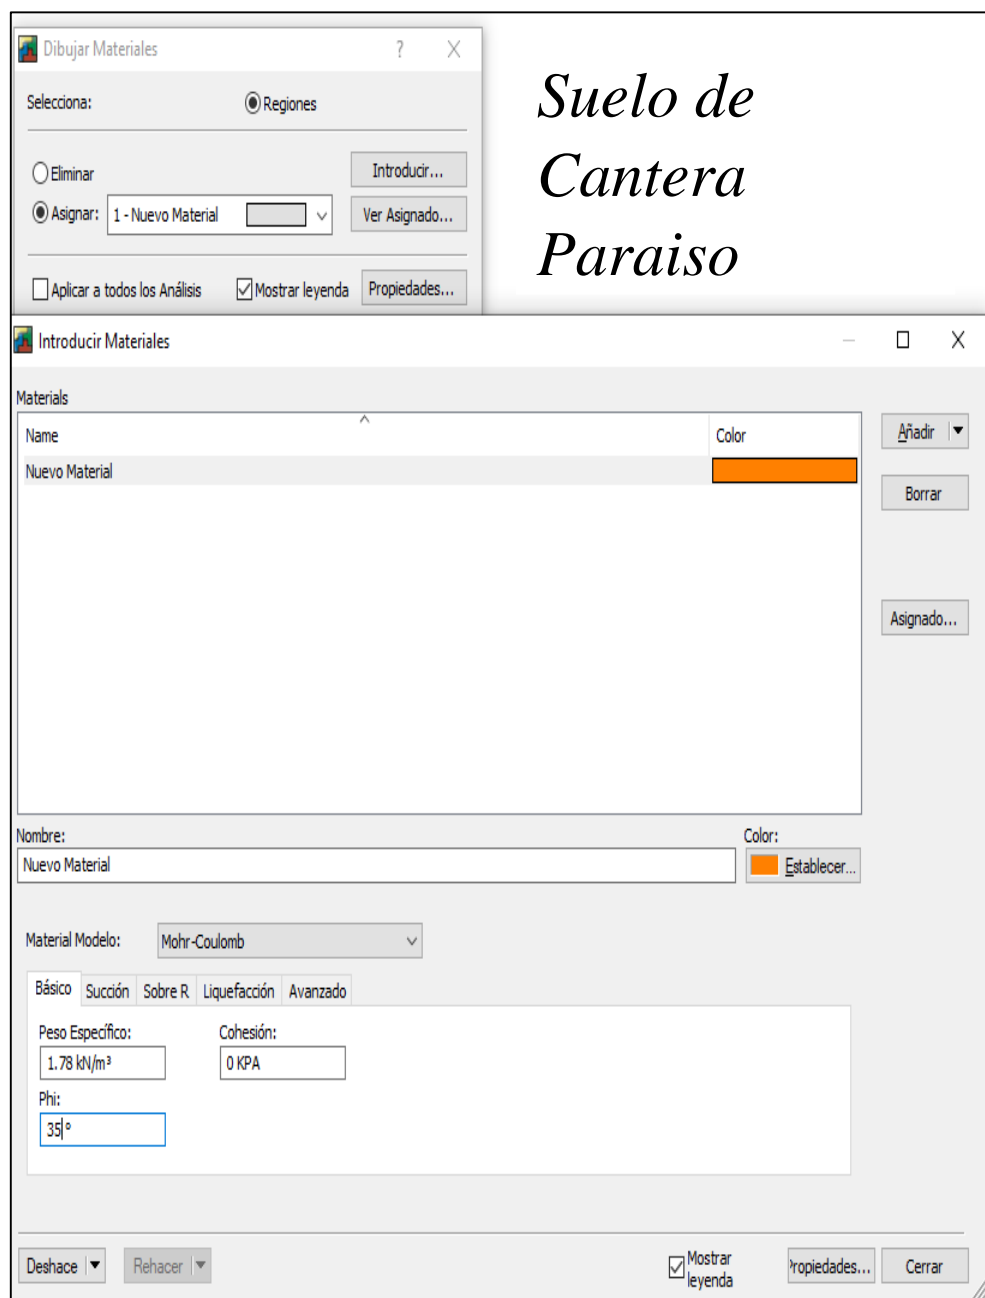 Dibujar Materiales ?
Suelo de
Cantera
Paraiso
Selecciona: Regiones
Eliminar Introducir...
Asignar: 1 - Nuevo Material Ver Asignado...
Aplicar a todos los Análisis Mostrar leyenda Propiedades...
Introducir Materiales
Materials
Name Color
Nuevo Material
Añadir
Borrar
Asignado...
Nombre: Color:
Nuevo Material Establecer...
Material Modelo: Mohr-Coulomb
Básico Succión Sobre R Liquefacción Avanzado
Peso Específico: Cohesión:
1.78 kN/m³ 0 KPA
Phi:
35 °
Deshace Rehacer Mostrar leyenda ropiedades... Cerrar